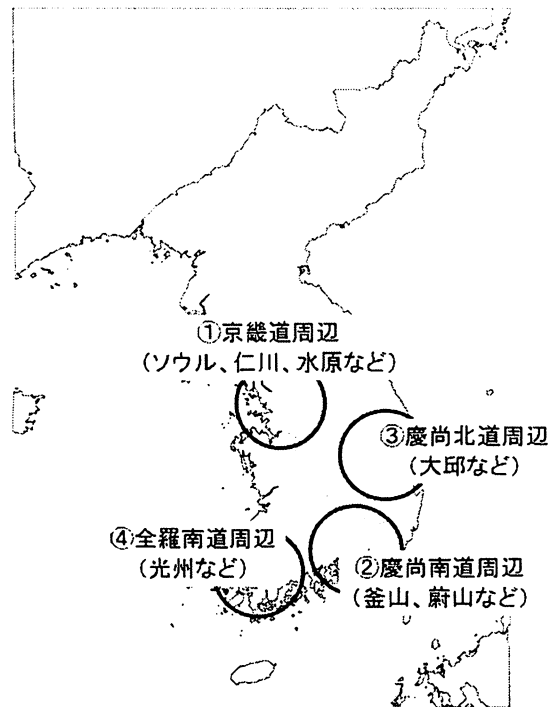 ①京畿道周辺
(ソウル、仁川、水原など)
③慶尚北道周辺
(大邱など)
④全羅南道周辺
(光州など)
②慶尚南道周辺
(釜山、蔚山など)